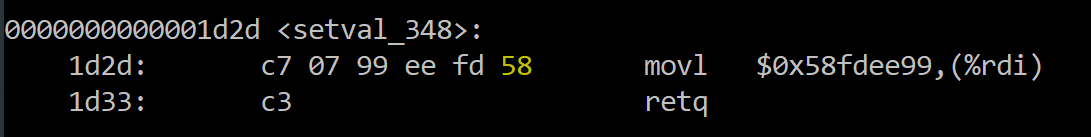 0000000000001d2d <setval_348>:
1d2d: c7 07 99 ee fd 58 movl $0x58fdee99,(%rdi)
1d33: c3 retq